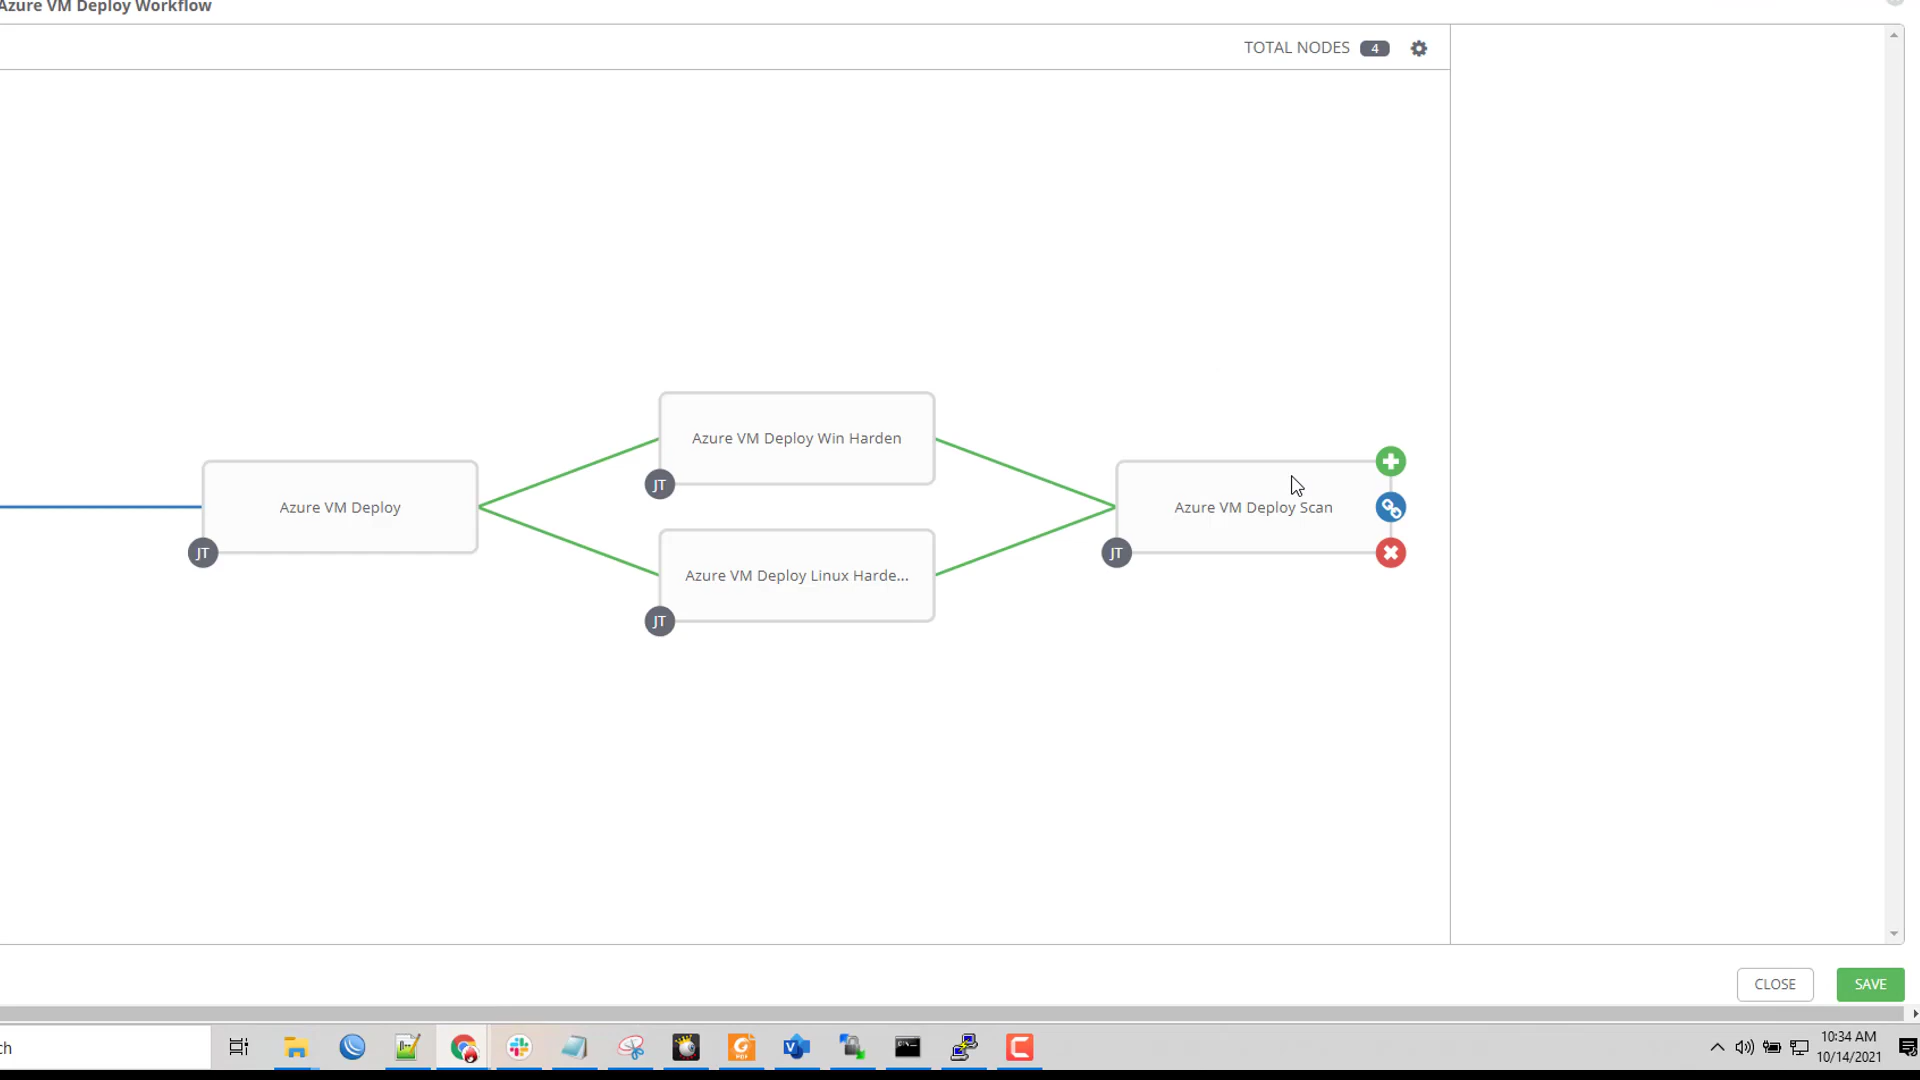 Azure VM Deploy Workflow
TOTAL NODES 4
Azure VM Deploy Win Harden
JT
Azure VM Deploy
JT
Azure VM Deploy Scan
JT
Azure VM Deploy Linux Harde...
JT
CLOSE
SAVE
ch
10:34 AM
10/14/2021